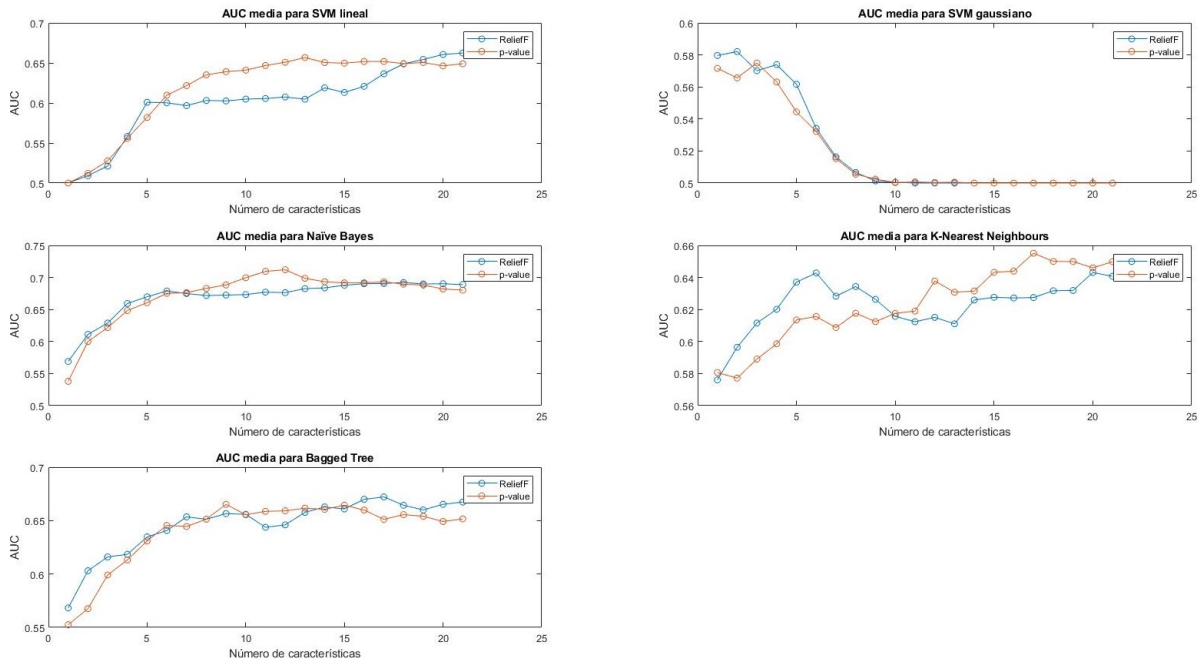 AUC media para SVM lineal
0.7
0.65
0.6
0.55
0.5
AUC
0 5 10 15 20 25
Número de características
ReliefF
p-value
AUC media para SVM gaussiano
0.6
0.58
0.56
0.54
0.52
0.5
AUC
0 5 10 15 20 25
Número de características
ReliefF
p-value
AUC media para Naïve Bayes
0.75
0.7
0.65
0.6
0.55
0.5
AUC
0 5 10 15 20 25
Número de características
ReliefF
p-value
AUC media para K-Nearest Neighbours
0.66
0.64
0.62
0.6
0.58
0.56
AUC
0 5 10 15 20 25
Número de características
ReliefF
p-value
AUC media para Bagged Tree
0.7
0.65
0.6
0.55
AUC
0 5 10 15 20 25
Número de características
ReliefF
p-value